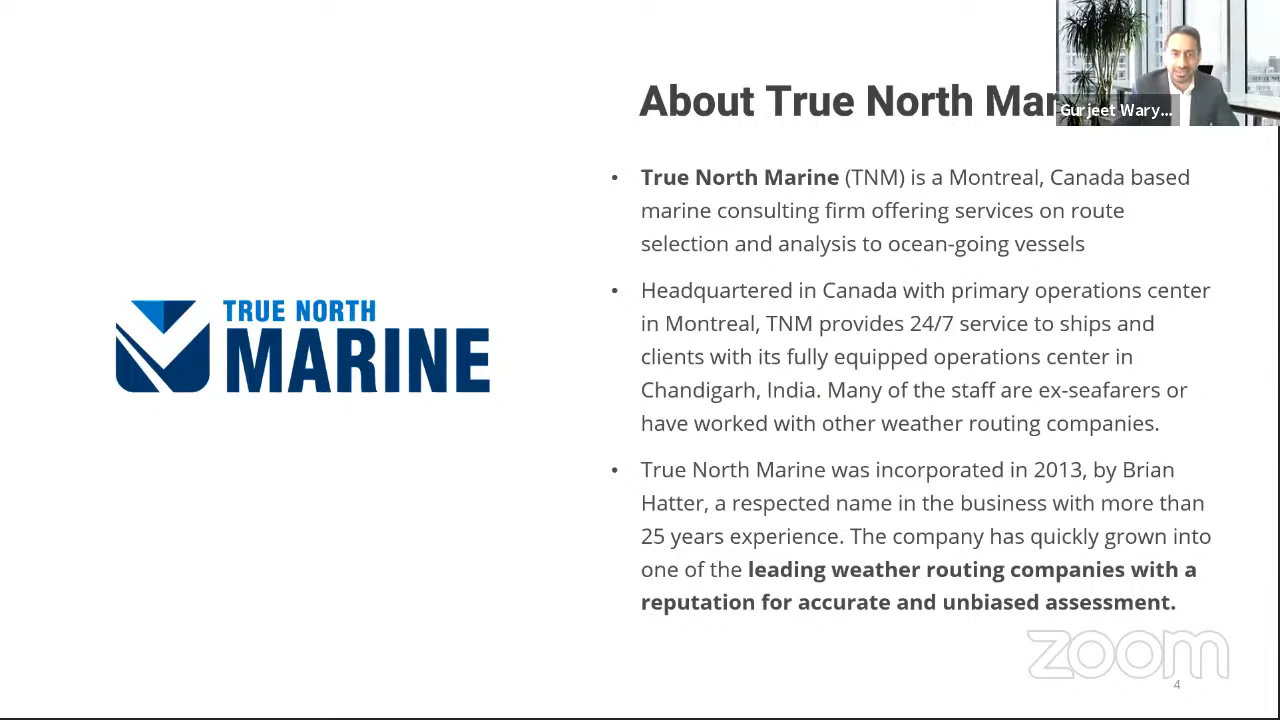 About True North Mar
Gurjeet Wary...
• True North Marine (TNM) is a Montreal, Canada based
marine consulting firm offering services on route
selection and analysis to ocean-going vessels
• Headquartered in Canada with primary operations center
in Montreal, TNM provides 24/7 service to ships and
clients with its fully equipped operations center in
Chandigarh, India. Many of the staff are ex-seafarers or
have worked with other weather routing companies.
• True North Marine was incorporated in 2013, by Brian
Hatter, a respected name in the business with more than
25 years experience. The company has quickly grown into
one of the leading weather routing companies with a
reputation for accurate and unbiased assessment.
TRUE NORTH
MARINE
zoom
4